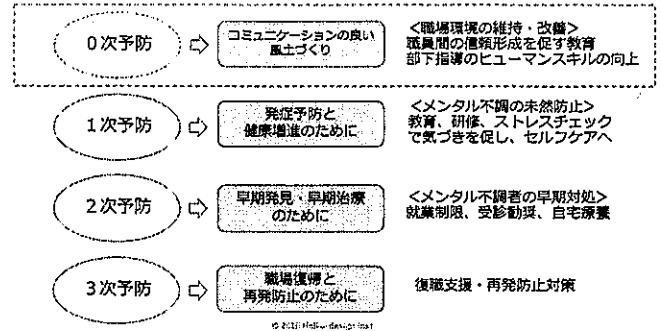 0次予防
コミュニケーションの良い
風土づくり
<職場環境の維持・改善>
職員間の信頼形成を促す教育
部下指導のヒューマンスキルの向上
1次予防
発症予防と
健康増進のために
<メンタル不調の未然防止>
教育、研修、ストレスチェック
で気づきを促し、セルフケアへ
2次予防
早期発見・早期治療
のために
<メンタル不調者の早期対処>
就業制限、受診勧奨、自宅療養
3次予防
職場復帰と
再発防止のために
復職支援・再発防止対策